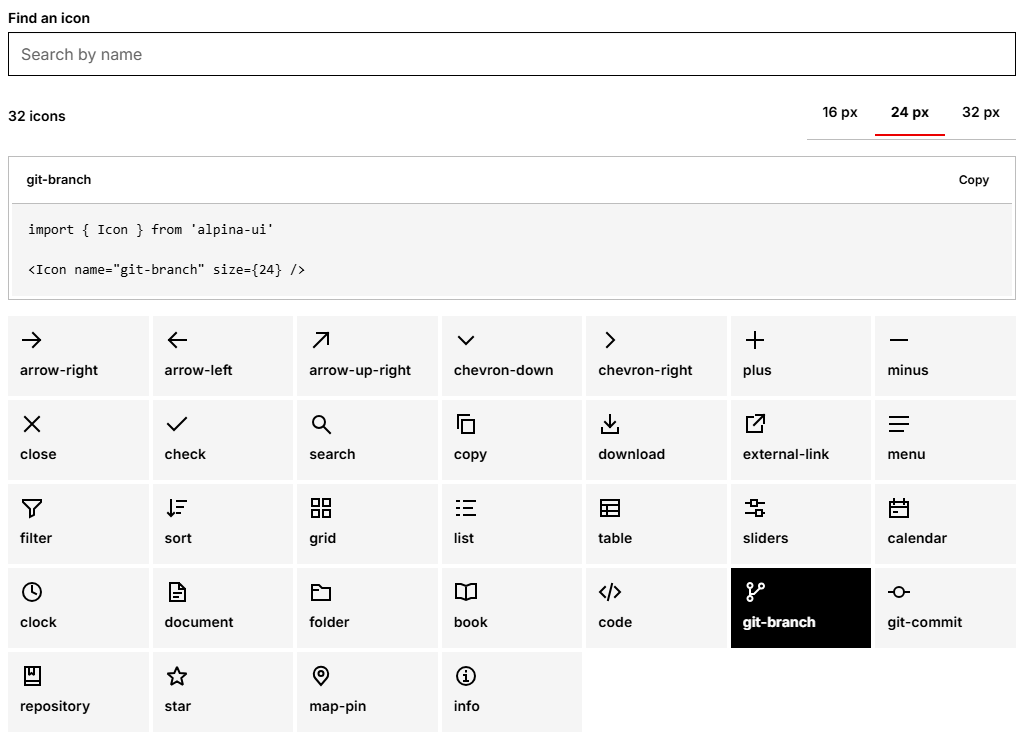 Find an icon
Search by name
32 icons
16 px 24 px 32 px
git-branch
Copy
import { Icon } from 'alpina-ui'
<Icon name="git-branch" size={24} />
arrow-right arrow-left arrow-up-right chevron-down chevron-right plus minus
close check search copy download external-link menu
filter sort grid list table sliders calendar
clock document folder book code git-branch git-commit
repository star map-pin info